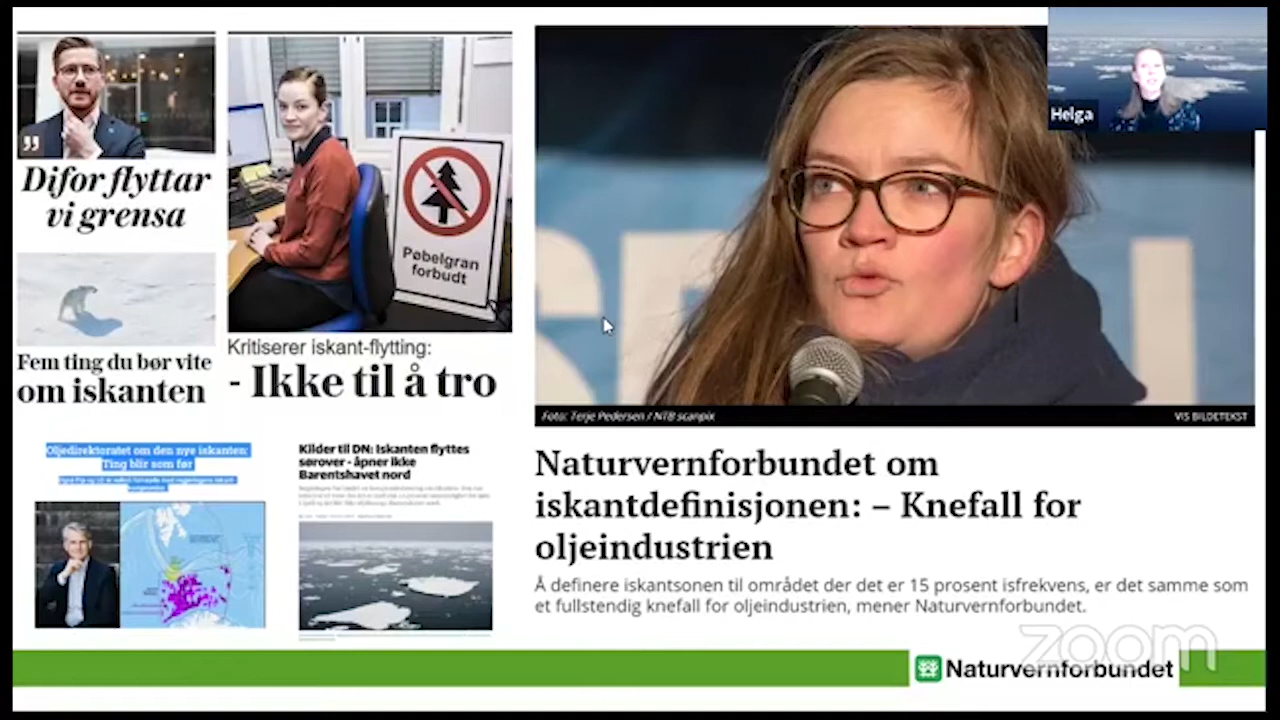 Difor flyttar
vi grensa
Fem ting du bør vite
om iskanten
Pøbelgran
forbudt
Kritiserer iskant-flytting:
- Ikke til å tro
Oljedirektoratet om den nye iskanten:
Ting blir som før
Kilder til DN: Iskanten flyttes
sørover - åpner ikke
Barentshavet nord
Helga
Foto: Terje Pedersen / NTB scanpix
VIS BILDETEKST
Naturvernforbundet om
iskantdefinisjonen: – Knefall for
oljeindustrien
Å definere iskantsonen til området der det er 15 prosent isfrekvens, er det samme som
et fullstendig knefall for oljeindustrien, mener Naturvernforbundet.
zoom
Naturvernforbundet